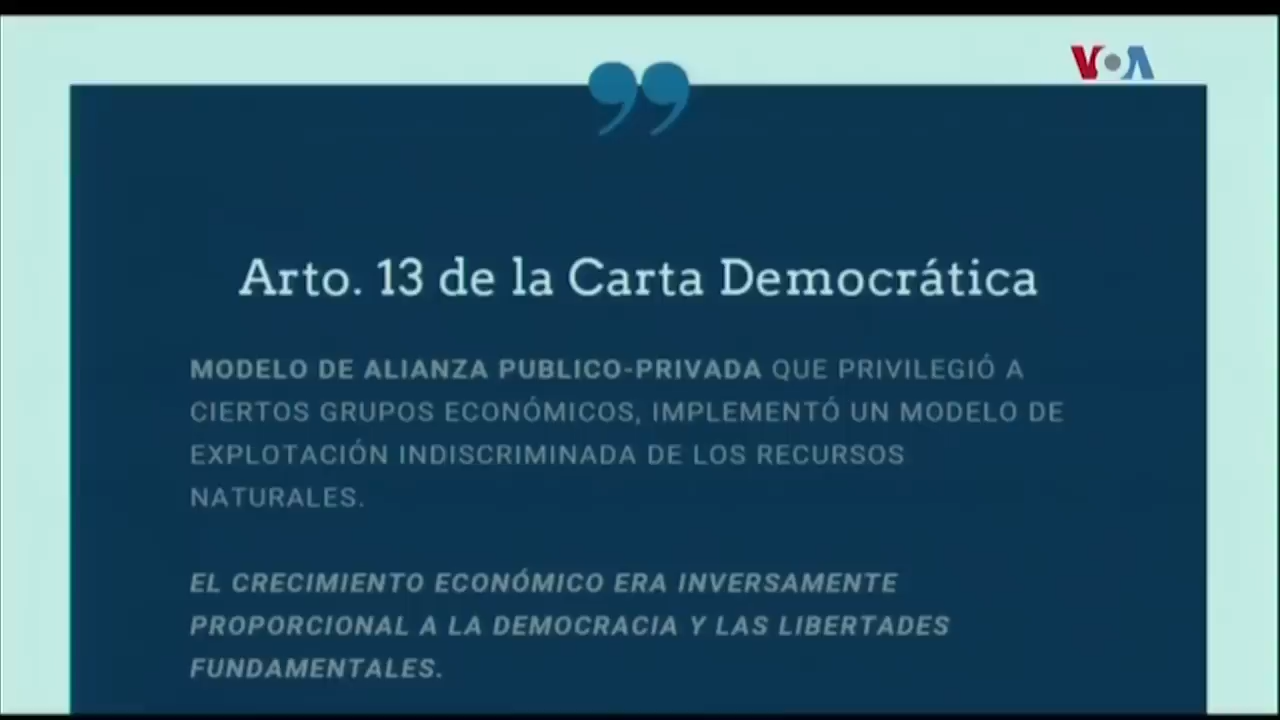 VOA
Arto. 13 de la Carta Democrática
MODELO DE ALIANZA PUBLICO-PRIVADA QUE PRIVILEGIÓ A
CIERTOS GRUPOS ECONÓMICOS, IMPLEMENTÓ UN MODELO DE
EXPLOTACIÓN INDISCRIMINADA DE LOS RECURSOS
NATURALES.
EL CRECIMIENTO ECONÓMICO ERA INVERSAMENTE
PROPORCIONAL A LA DEMOCRACIA Y LAS LIBERTADES
FUNDAMENTALES.